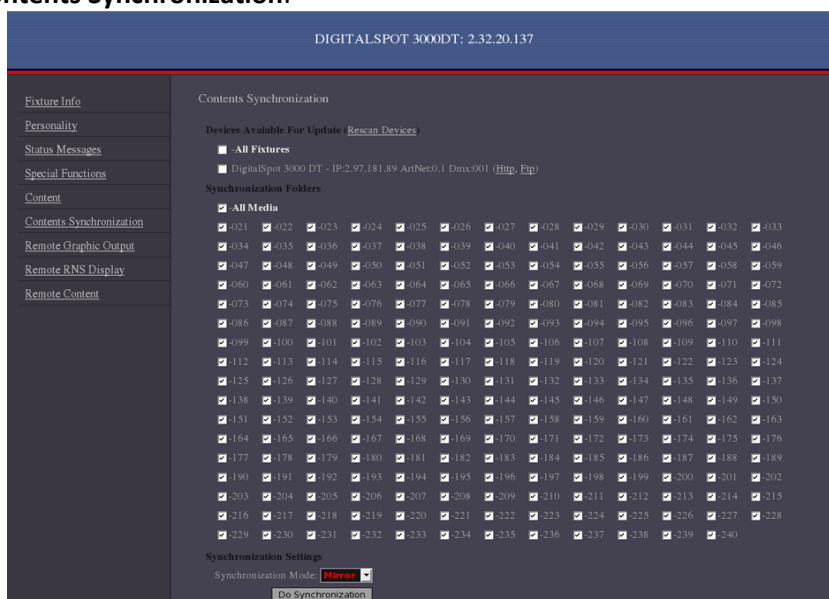 ontents Synchronization.
DIGITALSPOT 3000DT: 2.32.20.137
Fixture Info
Personality
Status Messages
Special Functions
Content
Contents Synchronization
Remote Graphic Output
Remote RNS Display
Remote Content
Contents Synchronization
Devices Avaiable For Update (Rescan Devices)
-All Fixtures
DigitalSpot 3000 DT - IP:2.97.181.89 ArtNet:0.1 Dmx:001 (Http, Ftp)
Synchronization Folders
-All Media
-021 -022 -023 -024 -025 -026 -027 -028 -029 -030 -031 -032 -033
-034 -035 -036 -037 -038 -039 -040 -041 -042 -043 -044 -045 -046
-047 -048 -049 -050 -051 -052 -053 -054 -055 -056 -057 -058 -059
-060 -061 -062 -063 -064 -065 -066 -067 -068 -069 -070 -071 -072
-073 -074 -075 -076 -077 -078 -079 -080 -081 -082 -083 -084 -085
-086 -087 -088 -089 -090 -091 -092 -093 -094 -095 -096 -097 -098
-099 -100 -101 -102 -103 -104 -105 -106 -107 -108 -109 -110 -111
-112 -113 -114 -115 -116 -117 -118 -119 -120 -121 -122 -123 -124
-125 -126 -127 -128 -129 -130 -131 -132 -133 -134 -135 -136 -137
-138 -139 -140 -141 -142 -143 -144 -145 -146 -147 -148 -149 -150
-151 -152 -153 -154 -155 -156 -157 -158 -159 -160 -161 -162 -163
-164 -165 -166 -167 -168 -169 -170 -171 -172 -173 -174 -175 -176
-177 -178 -179 -180 -181 -182 -183 -184 -185 -186 -187 -188 -189
-190 -191 -192 -193 -194 -195 -196 -197 -198 -199 -200 -201 -202
-203 -204 -205 -206 -207 -208 -209 -210 -211 -212 -213 -214 -215
-216 -217 -218 -219 -220 -221 -222 -223 -224 -225 -226 -227 -228
-229 -230 -231 -232 -233 -234 -235 -236 -237 -238 -239 -240
Synchronization Settings
Synchronization Mode: Mirror
Do Synchronization